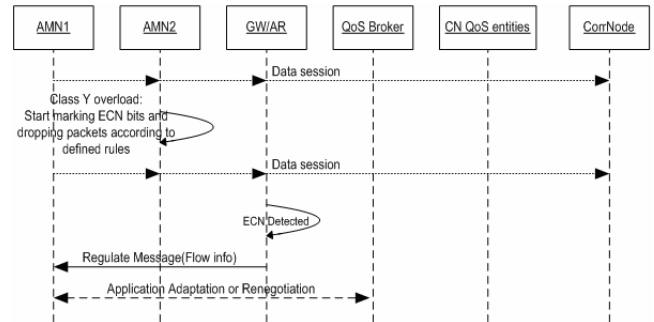 AMN1
AMN2
GW/AR
QoS Broker
CN QoS entities
CorrNode
Data session
Class Y overload:
Start marking ECN bits and
dropping packets according to
defined rules
Data session
ECN Detected
Regulate Message(Flow info)
Application Adaptation or Renegotiation